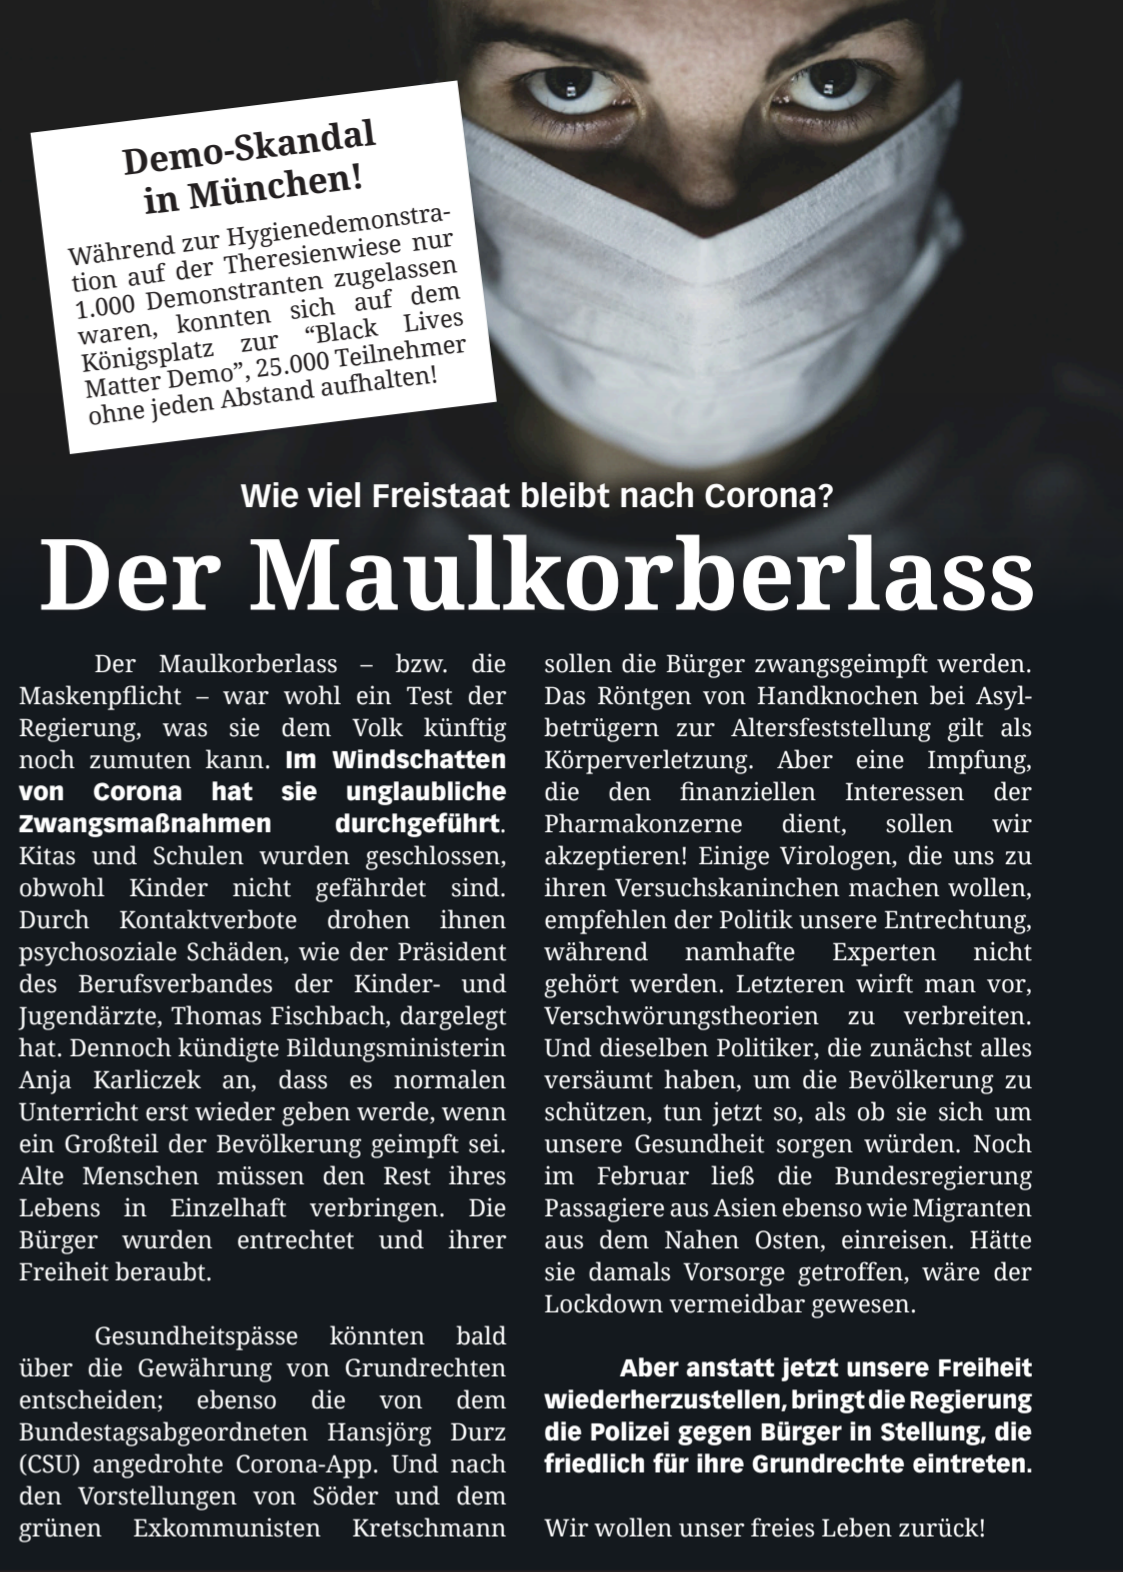 Demo-Skandal
in München!
Während zur Hygienedemonstra-
tion auf der Theresienwiese nur
1.000 Demonstranten zugelassen
waren, konnten sich auf dem
Königsplatz zur “Black Lives
Matter Demo”, 25.000 Teilnehmer
ohne jeden Abstand aufhalten!
Wie viel Freistaat bleibt nach Corona?
Der Maulkorberlass
Der Maulkorberlass – bzw. die
Maskenpflicht – war wohl ein Test der
Regierung, was sie dem Volk künftig
noch zumuten kann. Im Windschatten
von Corona hat sie unglaubliche
Zwangsmaßnahmen durchgeführt.
Kitas und Schulen wurden geschlossen,
obwohl Kinder nicht gefährdet sind.
Durch Kontaktverbote drohen ihnen
psychosoziale Schäden, wie der Präsident
des Berufsverbandes der Kinder- und
Jugendärzte, Thomas Fischbach, dargelegt
hat. Dennoch kündigte Bildungsministerin
Anja Karliczek an, dass es normalen
Unterricht erst wieder geben werde, wenn
ein Großteil der Bevölkerung geimpft sei.
Alte Menschen müssen den Rest ihres
Lebens in Einzelhaft verbringen. Die
Bürger wurden entrechtet und ihrer
Freiheit beraubt.
Gesundheitspässe könnten bald
über die Gewährung von Grundrechten
entscheiden; ebenso die von dem
Bundestagsabgeordneten Hansjörg Durz
(CSU) angedrohte Corona-App. Und nach
den Vorstellungen von Söder und dem
grünen Exkommunisten Kretschmann
sollen die Bürger zwangsgeimpft werden.
Das Röntgen von Handknochen bei Asyl-
betrügern zur Altersfeststellung gilt als
Körperverletzung. Aber eine Impfung,
die den finanziellen Interessen der
Pharmakonzerne dient, sollen wir
akzeptieren! Einige Virologen, die uns zu
ihren Versuchskaninchen machen wollen,
empfehlen der Politik unsere Entrechtung,
während namhafte Experten nicht
gehört werden. Letzteren wirft man vor,
Verschwörungstheorien zu verbreiten.
Und dieselben Politiker, die zunächst alles
versäumt haben, um die Bevölkerung zu
schützen, tun jetzt so, als ob sie sich um
unsere Gesundheit sorgen würden. Noch
im Februar ließ die Bundesregierung
Passagiere aus Asien ebenso wie Migranten
aus dem Nahen Osten, einreisen. Hätte
sie damals Vorsorge getroffen, wäre der
Lockdown vermeidbar gewesen.
Aber anstatt jetzt unsere Freiheit
wiederherzustellen, bringt die Regierung
die Polizei gegen Bürger in Stellung, die
friedlich für ihre Grundrechte eintreten.
Wir wollen unser freies Leben zurück!